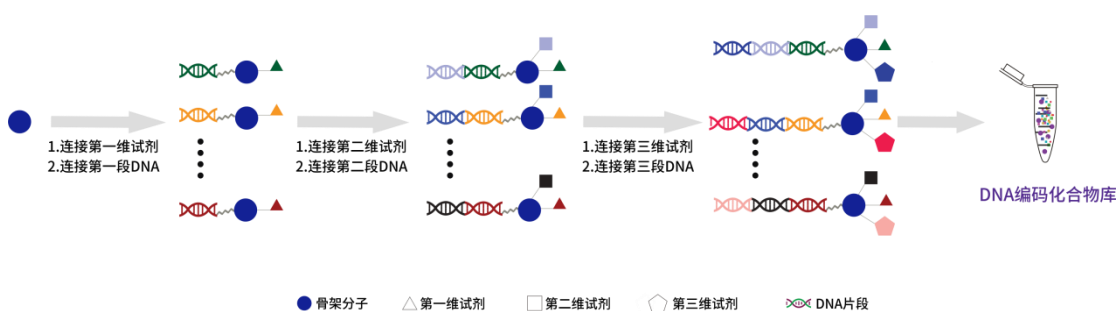 1.连接第一维试剂
2.连接第一段DNA
1.连接第二维试剂
2.连接第二段DNA
1.连接第三维试剂
2.连接第三段DNA
DNA编码化合物库
骨架分子
第一维试剂
第二维试剂
第三维试剂
DNA片段